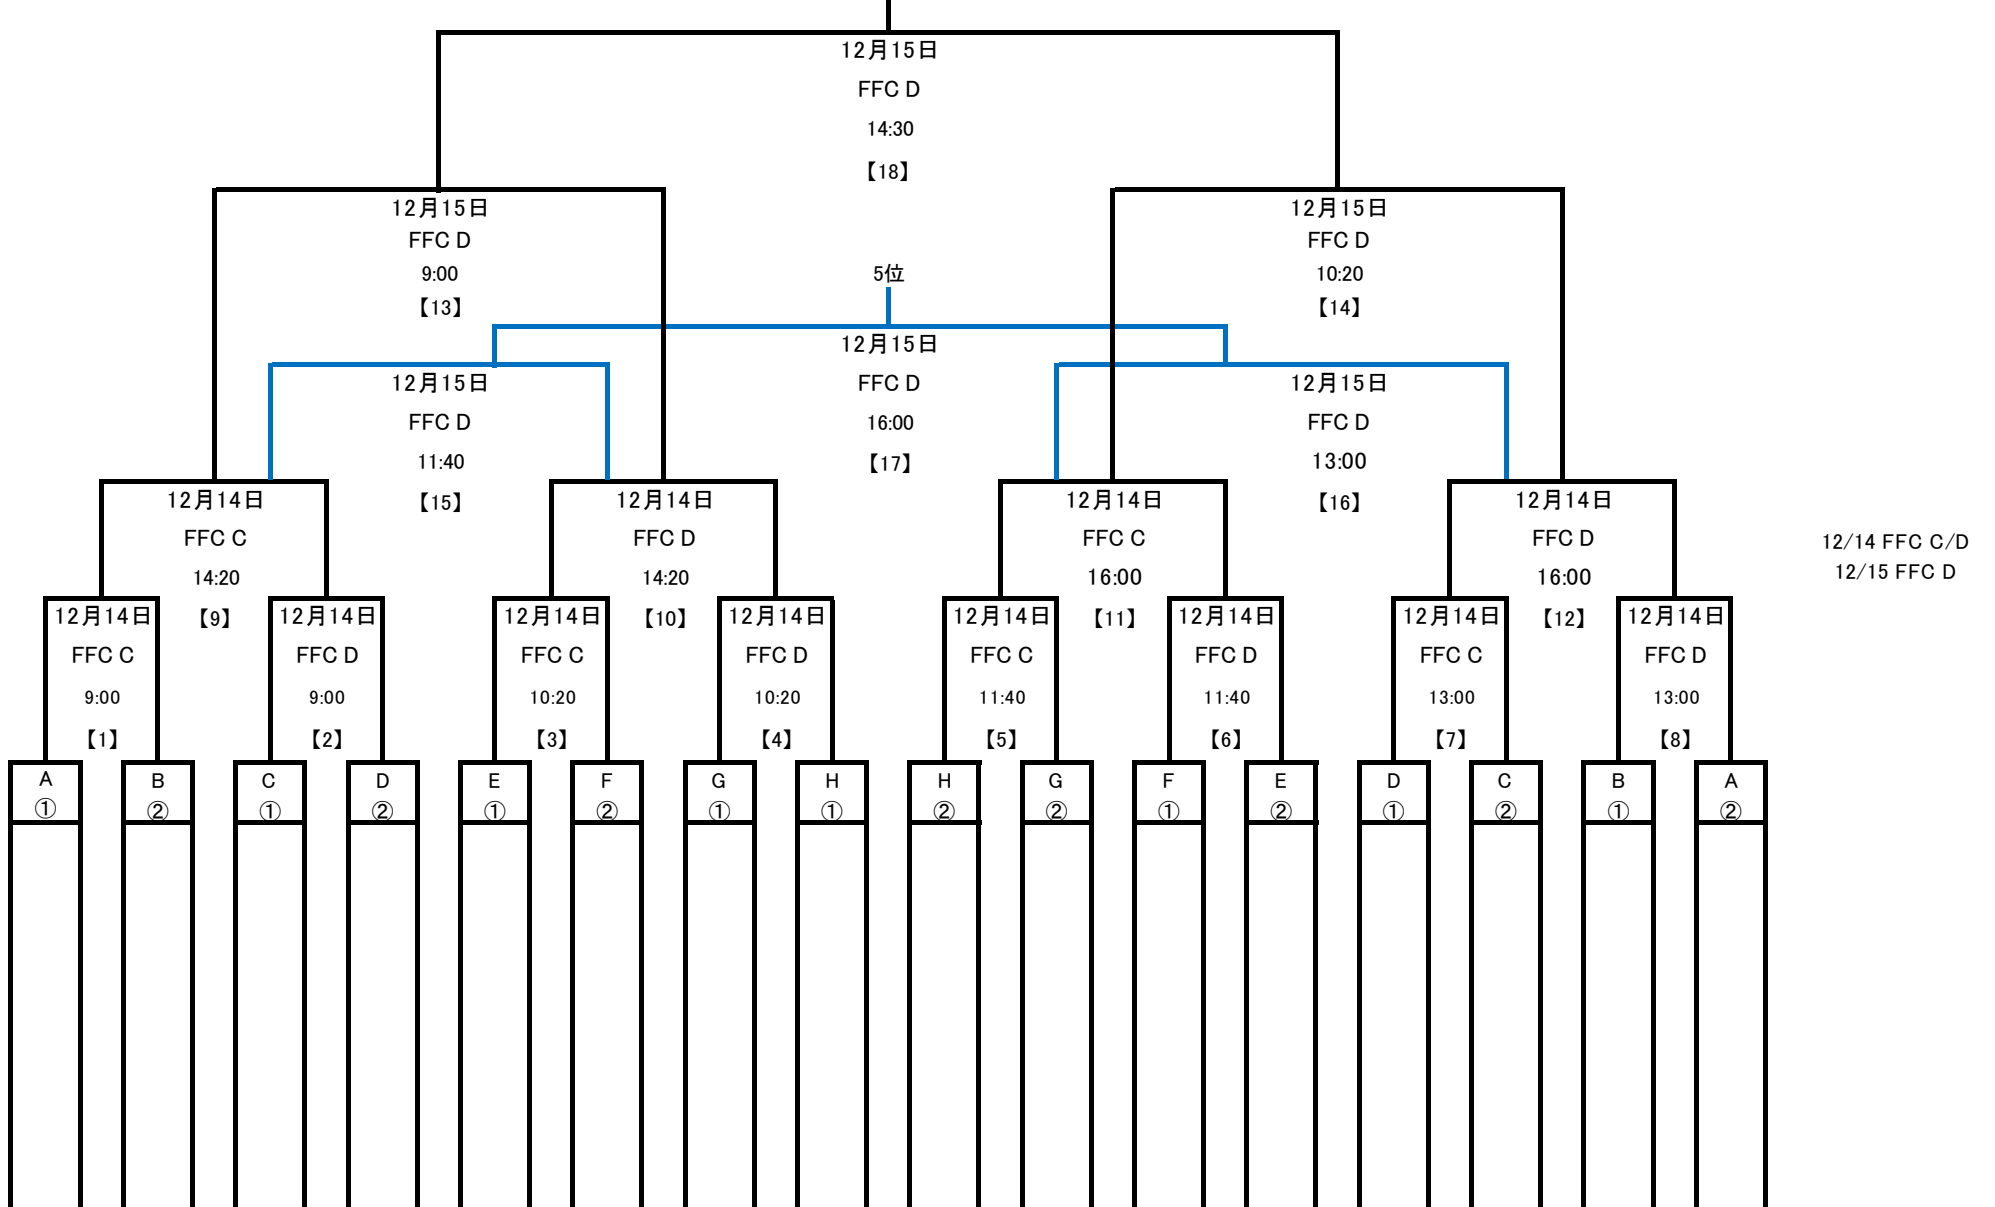 12月15日
FFC D
14:30
【18】
12月15日
FFC D
9:00
【13】
5位
12月15日
FFC D
10:20
【14】
12月15日
FFC D
16:00
【17】
12月15日
FFC D
11:40
【15】
12月15日
FFC D
13:00
【16】
12月14日
FFC C
14:20
【9】
12月14日
FFC D
14:20
【10】
12月14日
FFC C
16:00
【11】
12月14日
FFC D
16:00
【12】
12/14 FFC C/D
12/15 FFC D
12月14日
FFC C
9:00
【1】
12月14日
FFC D
9:00
【2】
12月14日
FFC C
10:20
【3】
12月14日
FFC D
10:20
【4】
12月14日
FFC C
11:40
【5】
12月14日
FFC D
11:40
【6】
12月14日
FFC C
13:00
【7】
12月14日
FFC D
13:00
【8】
A
①
B
②
C
①
D
②
E
①
F
②
G
①
H
①
H
②
G
②
F
①
E
②
D
①
C
②
B
①
A
②